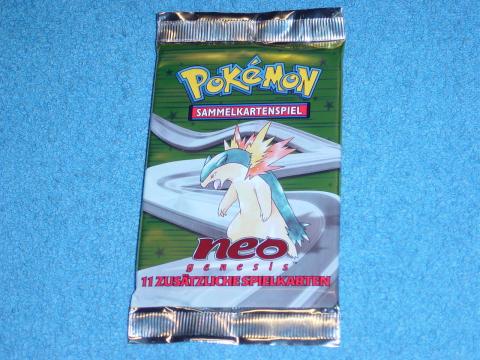 POKéMON
SAMMELKARTENSPIEL
neo
genesis
11 ZUSÄTZLICHE SPIELKARTEN